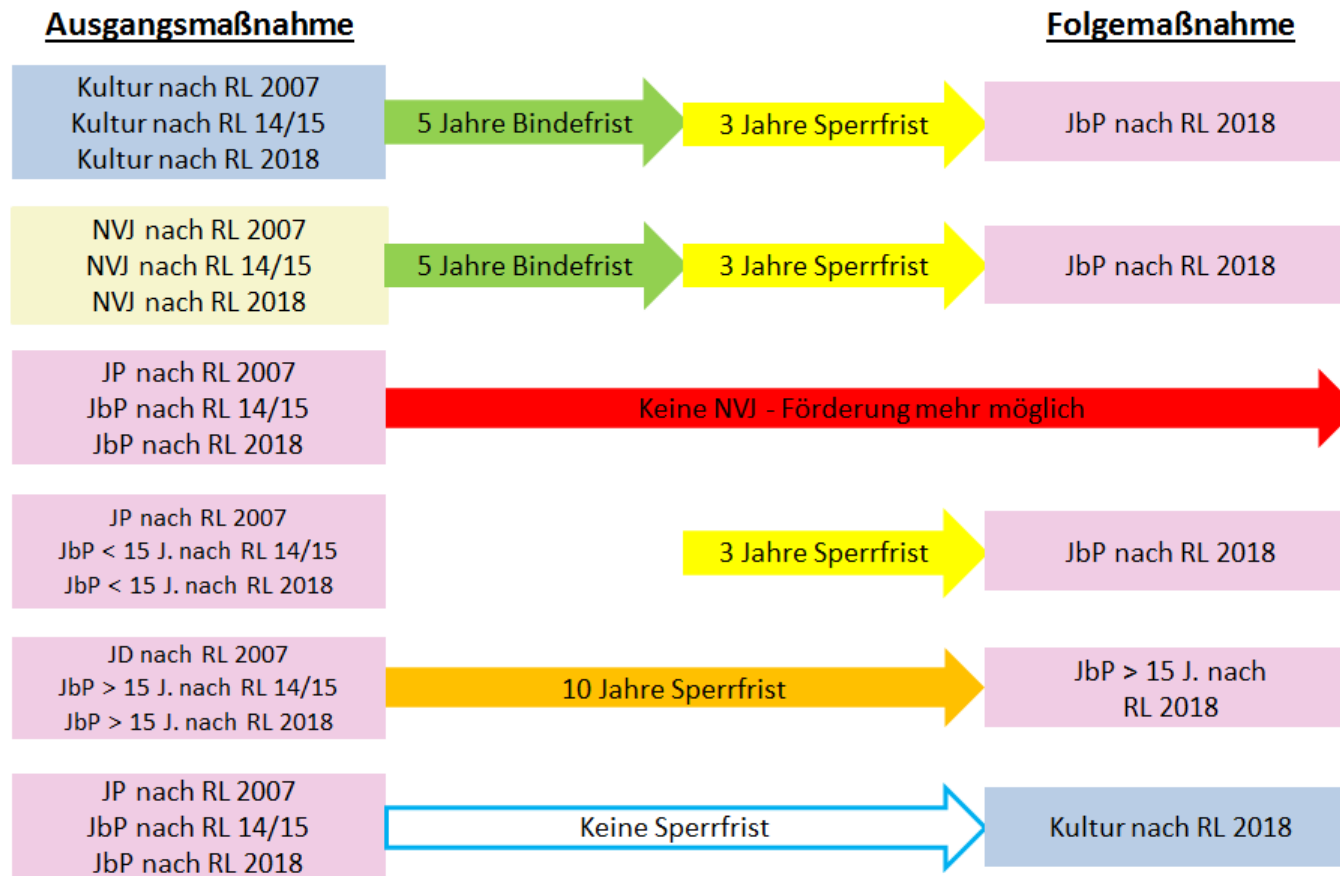 Ausgangsmaßnahme
Folgemaßnahme
Kultur nach RL 2007
Kultur nach RL 14/15
Kultur nach RL 2018
5 Jahre Bindefrist
3 Jahre Sperrfrist
JbP nach RL 2018
NVJ nach RL 2007
NVJ nach RL 14/15
NVJ nach RL 2018
5 Jahre Bindefrist
3 Jahre Sperrfrist
JbP nach RL 2018
JP nach RL 2007
JbP nach RL 14/15
JbP nach RL 2018
Keine NVJ - Förderung mehr möglich
JP nach RL 2007
JbP < 15 J. nach RL 14/15
JbP < 15 J. nach RL 2018
3 Jahre Sperrfrist
JbP nach RL 2018
JD nach RL 2007
JbP > 15 J. nach RL 14/15
JbP > 15 J. nach RL 2018
10 Jahre Sperrfrist
JbP > 15 J. nach
RL 2018
JP nach RL 2007
JbP nach RL 14/15
JbP nach RL 2018
Keine Sperrfrist
Kultur nach RL 2018